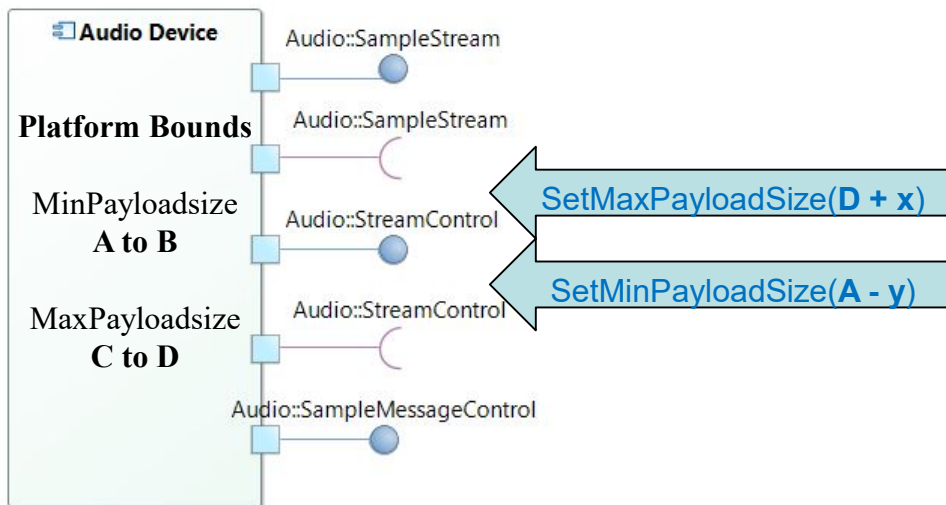 Audio Device
Audio::SampleStream
Platform Bounds
Audio::SampleStream
MinPayloadsize
A to B
SetMaxPayloadSize(D + x)
Audio::StreamControl
SetMinPayloadSize(A - y)
MaxPayloadsize
C to D
Audio::StreamControl
Audio::SampleMessageControl